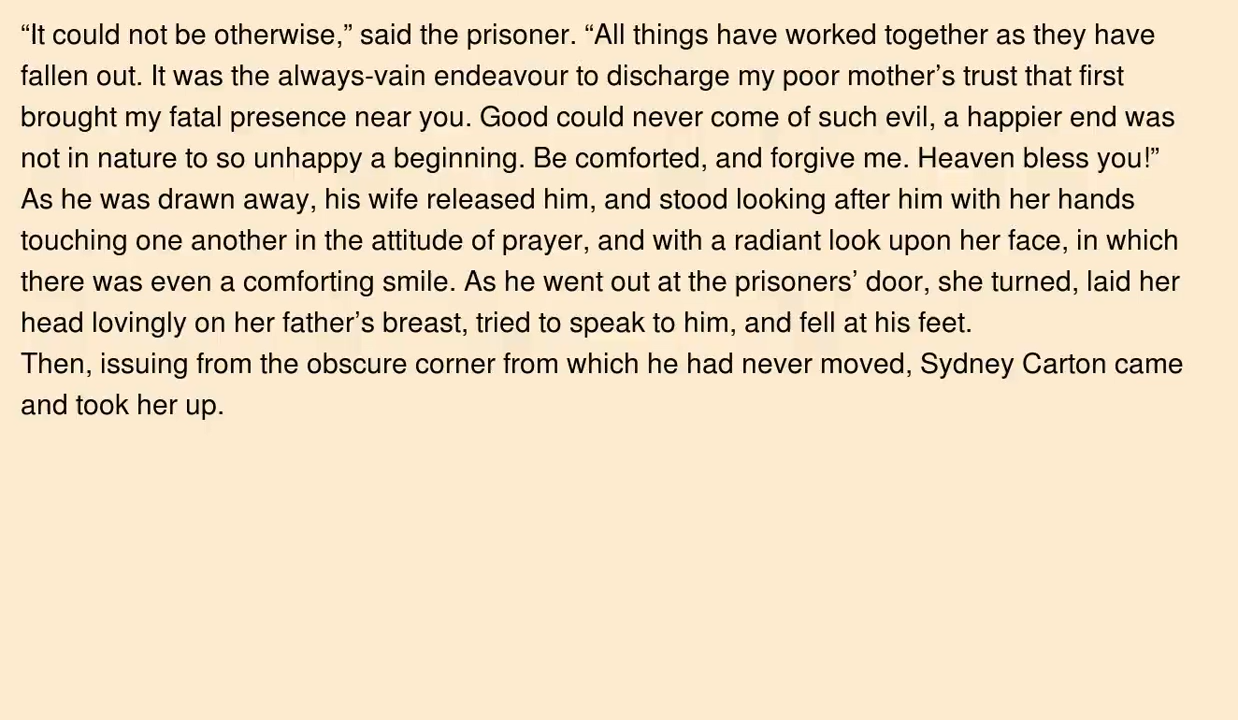 “It could not be otherwise,” said the prisoner. “All things have worked together as they have
fallen out. It was the always-vain endeavour to discharge my poor mother’s trust that first
brought my fatal presence near you. Good could never come of such evil, a happier end was
not in nature to so unhappy a beginning. Be comforted, and forgive me. Heaven bless you!”
As he was drawn away, his wife released him, and stood looking after him with her hands
touching one another in the attitude of prayer, and with a radiant look upon her face, in which
there was even a comforting smile. As he went out at the prisoners’ door, she turned, laid her
head lovingly on her father’s breast, tried to speak to him, and fell at his feet.
Then, issuing from the obscure corner from which he had never moved, Sydney Carton came
and took her up.